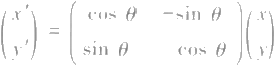 (x′ y′) = (cos θ −sin θ sin θ cos θ)(x y)